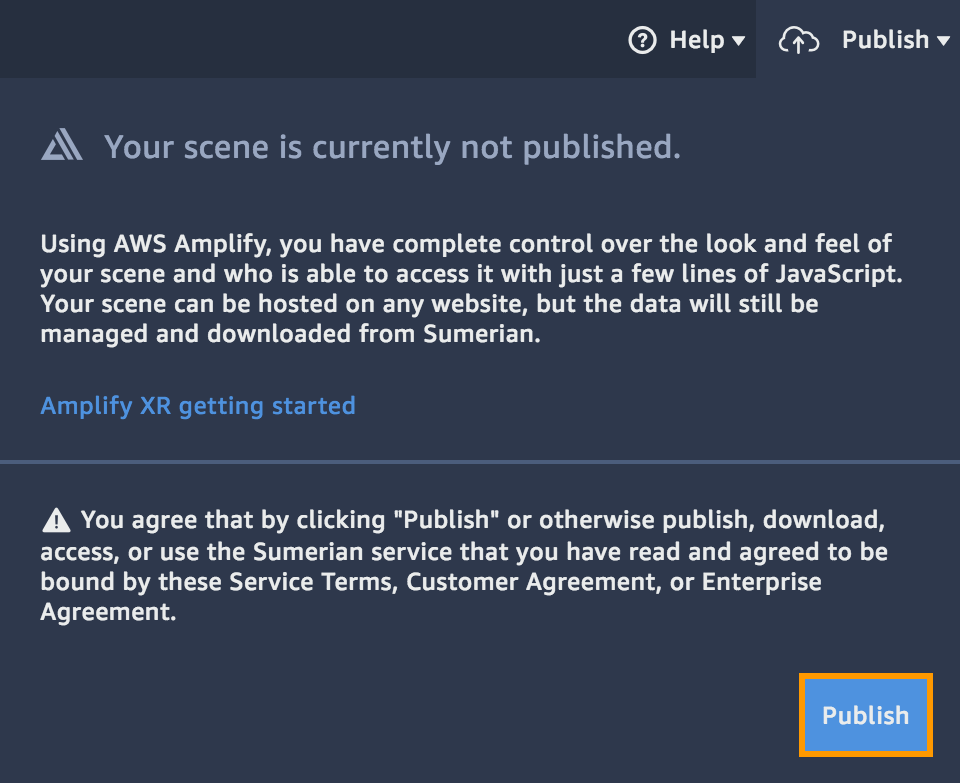 Help
Publish
Your scene is currently not published.
Using AWS Amplify, you have complete control over the look and feel of
your scene and who is able to access it with just a few lines of JavaScript.
Your scene can be hosted on any website, but the data will still be
managed and downloaded from Sumerian.
Amplify XR getting started
You agree that by clicking "Publish" or otherwise publish, download,
access, or use the Sumerian service that you have read and agreed to be
bound by these Service Terms, Customer Agreement, or Enterprise
Agreement.
Publish